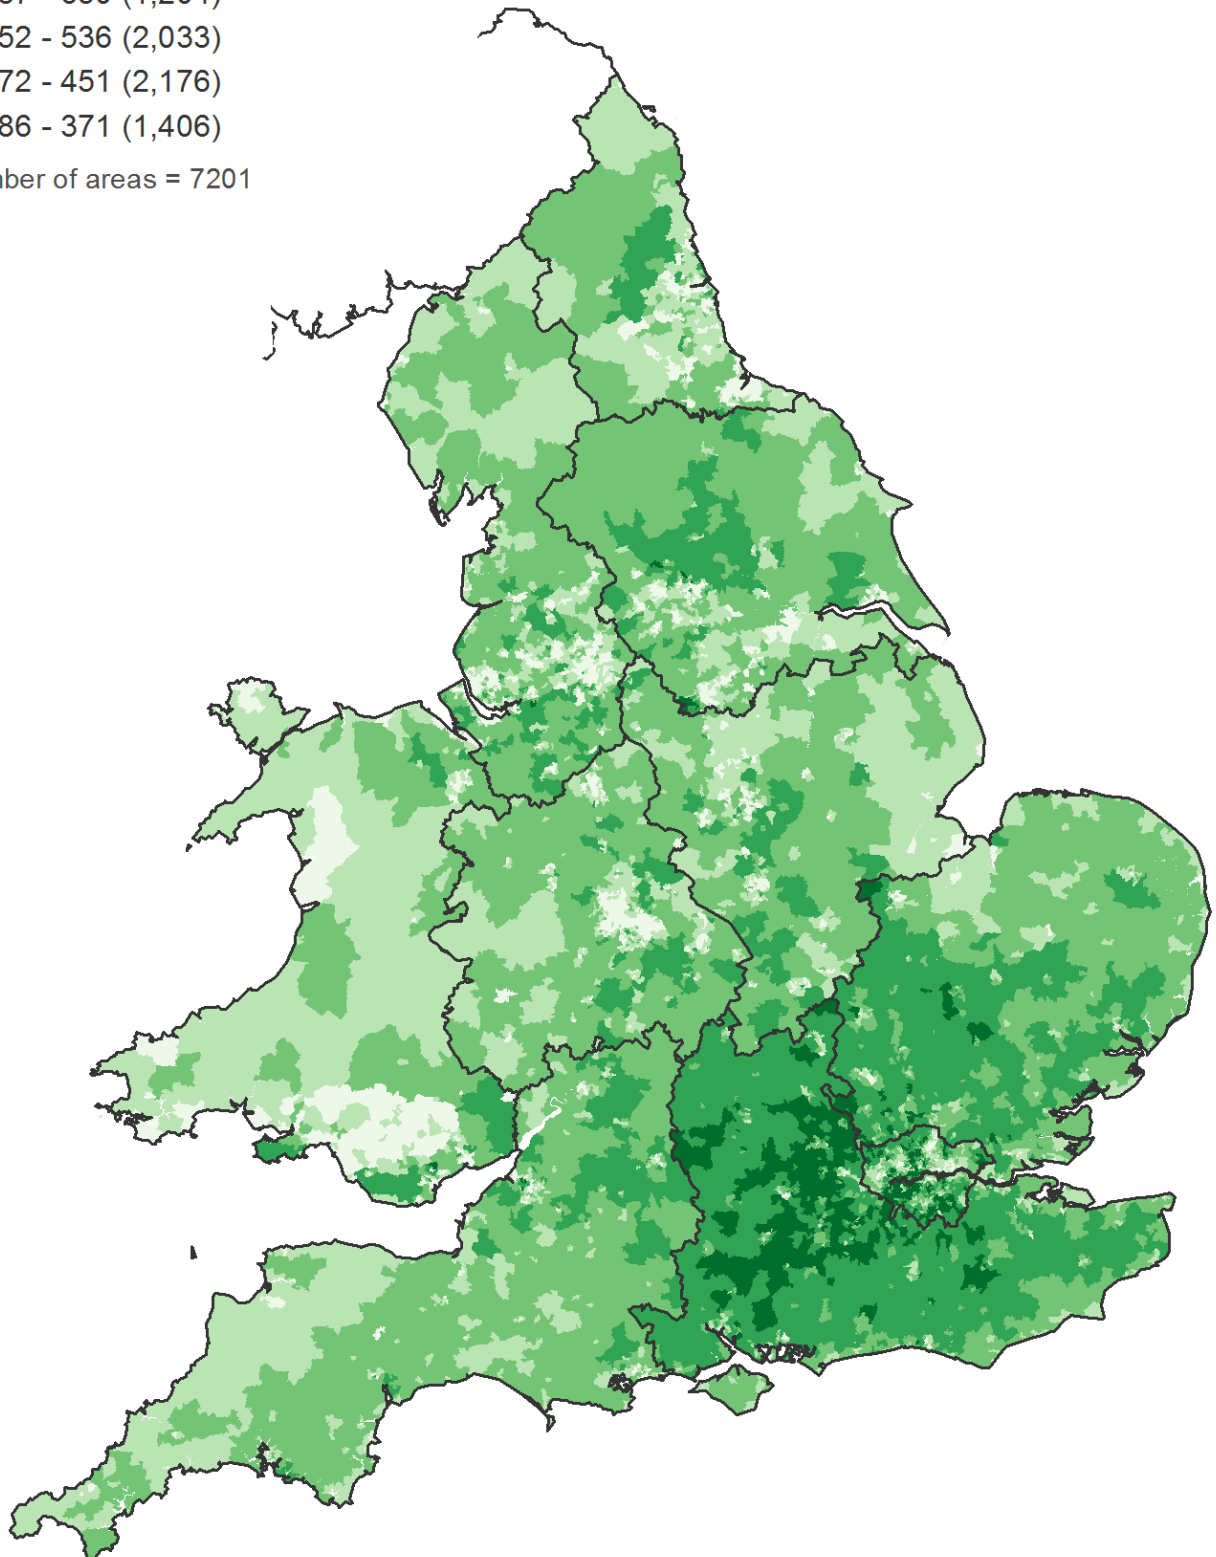 52 - 536 (2,033)
72 - 451 (2,176)
86 - 371 (1,406)
ber of areas = 7201